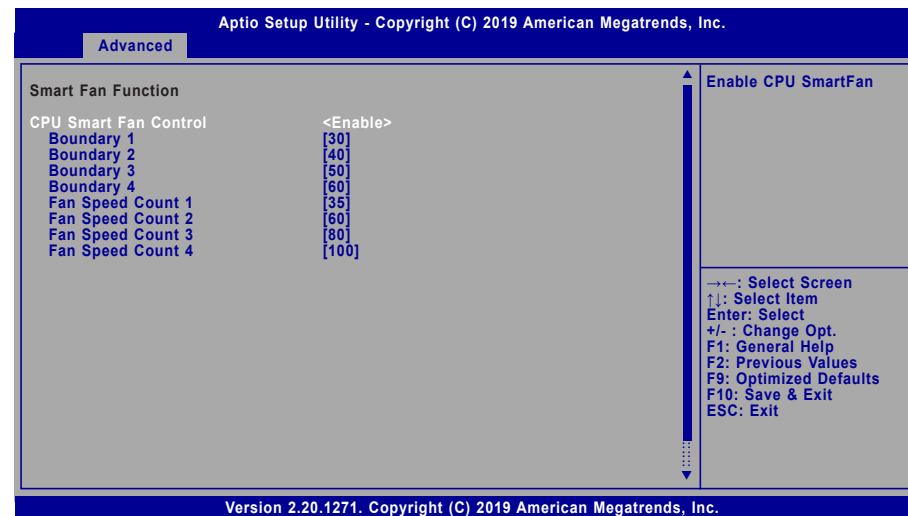 Aptio Setup Utility - Copyright (C) 2019 American Megatrends, Inc.
Advanced
Smart Fan Function
CPU Smart Fan Control <Enable>
Boundary 1 [30]
Boundary 2 [40]
Boundary 3 [50]
Boundary 4 [60]
Fan Speed Count 1 [35]
Fan Speed Count 2 [60]
Fan Speed Count 3 [80]
Fan Speed Count 4 [100]
Enable CPU SmartFan
→←: Select Screen
↑↓: Select Item
Enter: Select
+/- : Change Opt.
F1: General Help
F2: Previous Values
F9: Optimized Defaults
F10: Save & Exit
ESC: Exit
Version 2.20.1271. Copyright (C) 2019 American Megatrends, Inc.